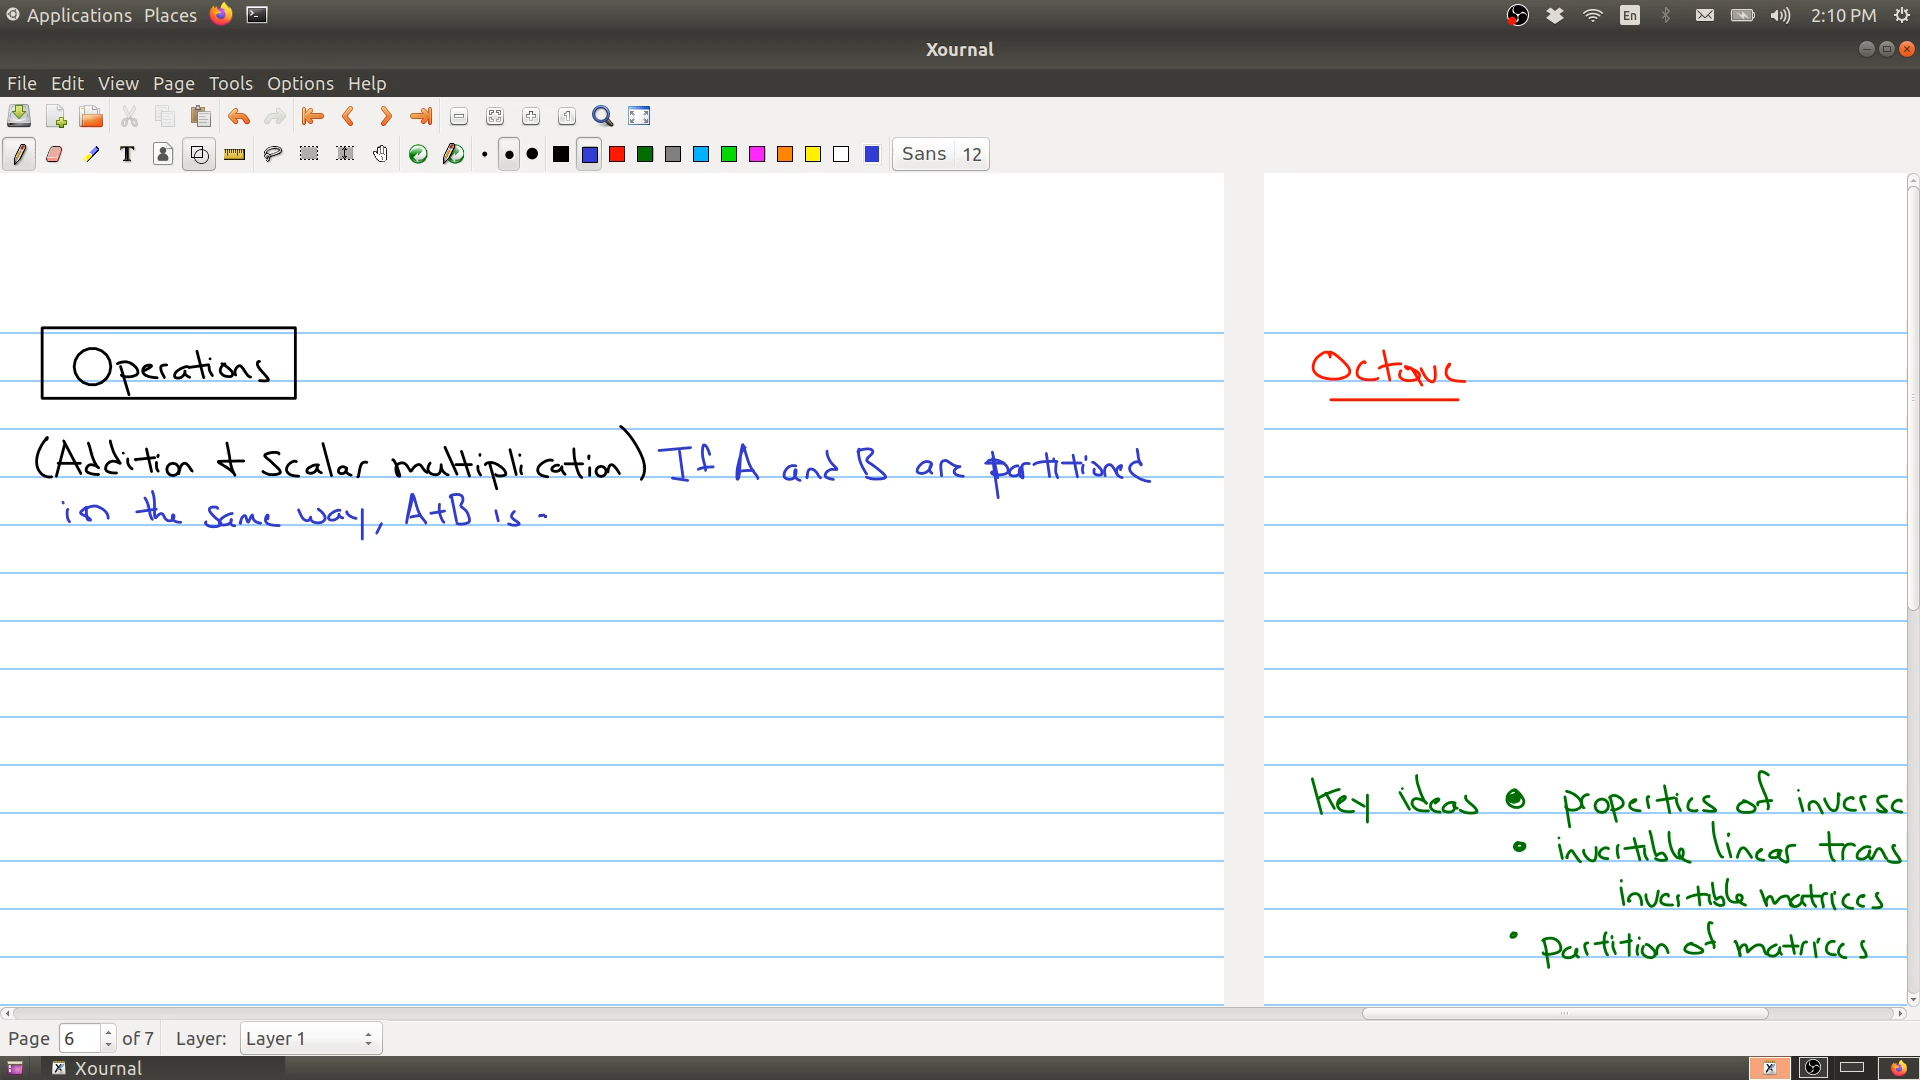 Applications Places En 2:10 PM
Xournal
File Edit View Page Tools Options Help
T Sans 12
Operations
(Addition & scalar multiplication) If A and B are partitioned
in the same way, A+B is
Octave
Key ideas • properties of inverse
• invertible linear trans
invertible matrices
• partition of matrices
Page 6 of 7 Layer: Layer 1
Xournal